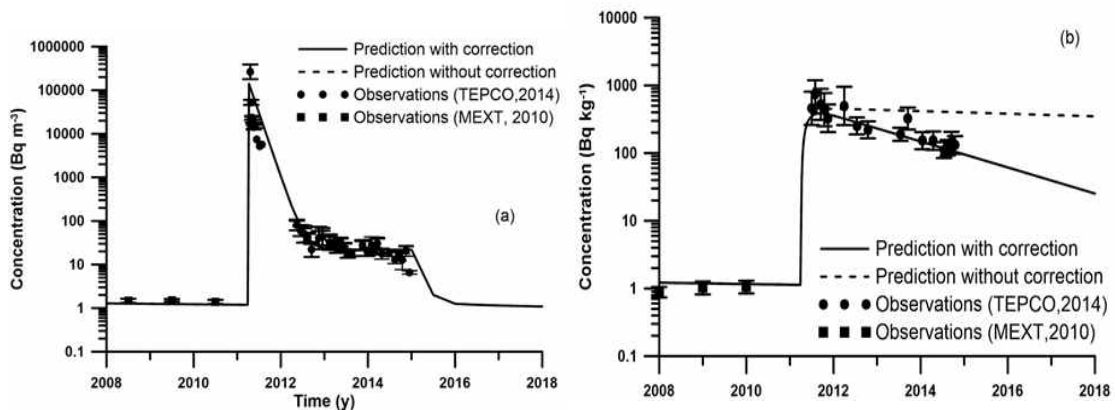 1000000
100000
10000
1000
100
10
1
0.1
Concentration (Bq m⁻³)
Prediction with correction
Prediction without correction
Observations (TEPCO,2014)
Observations (MEXT, 2010)
(a)
2008 2010 2012 2014 2016 2018
Time (y)
10000
1000
100
10
1
0.1
Concentration (Bq kg⁻¹)
(b)
Prediction with correction
Prediction without correction
Observations (TEPCO,2014)
Observations (MEXT,2010)
2008 2010 2012 2014 2016 2018